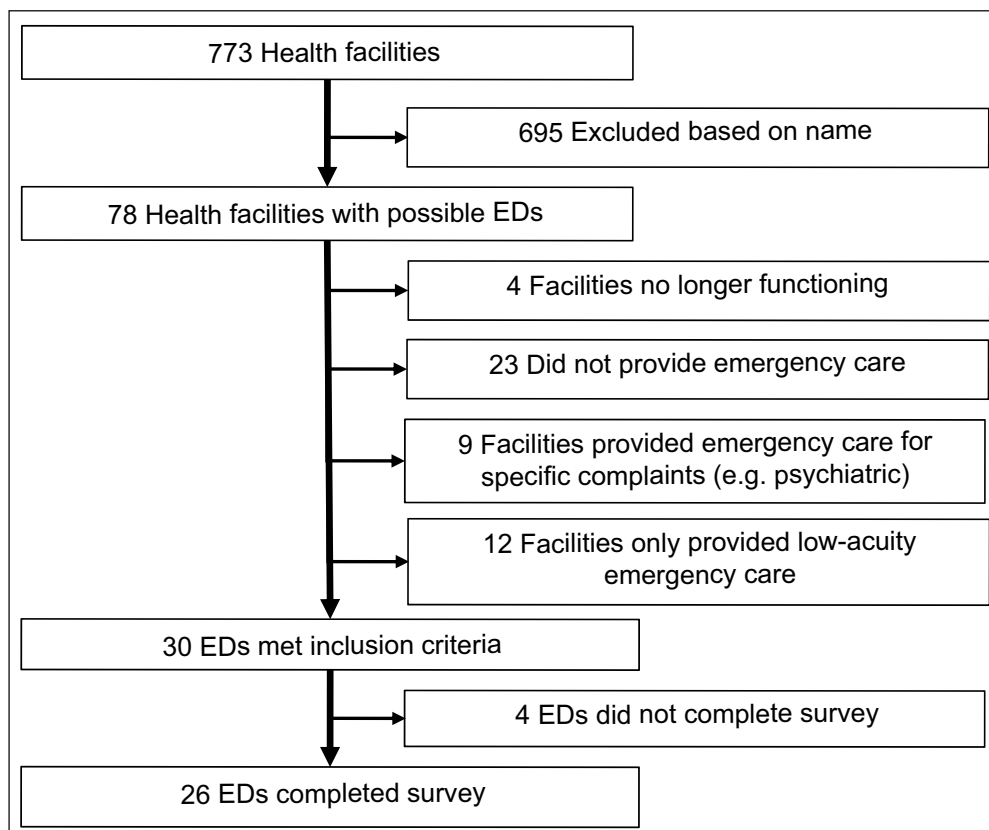 773 Health facilities
695 Excluded based on name
78 Health facilities with possible EDs
4 Facilities no longer functioning
23 Did not provide emergency care
9 Facilities provided emergency care for
specific complaints (e.g. psychiatric)
12 Facilities only provided low-acuity
emergency care
30 EDs met inclusion criteria
4 EDs did not complete survey
26 EDs completed survey